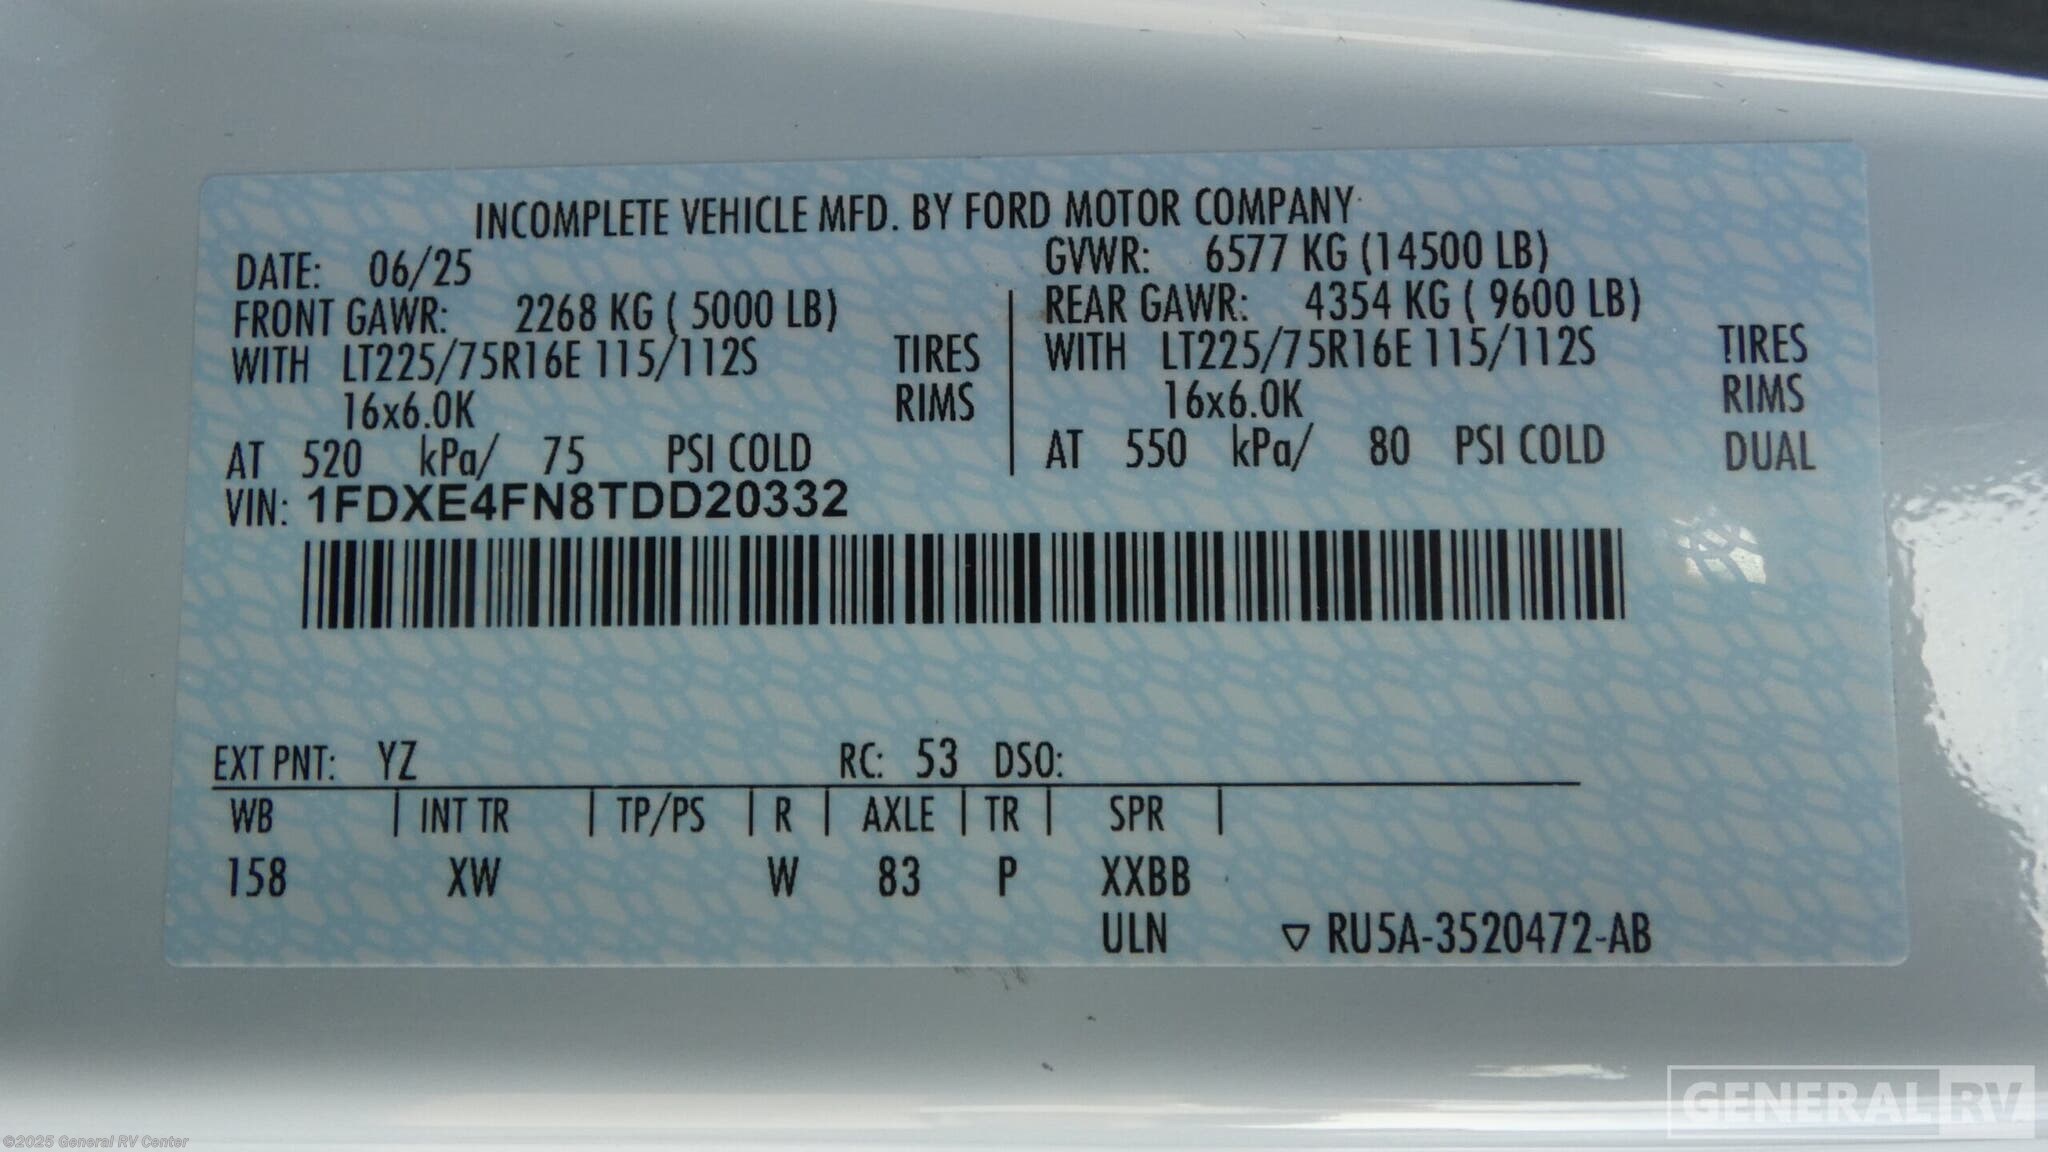 INCOMPLETE VEHICLE MFD. BY FORD MOTOR COMPANY
DATE: 06/25 GVWR: 6577 KG (14500 LB)
FRONT GAWR: 2268 KG ( 5000 LB) REAR GAWR: 4354 KG ( 9600 LB)
WITH LT225/75R16E 115/112S TIRES WITH LT225/75R16E 115/112S TIRES
16x6.0K RIMS 16x6.0K RIMS
AT 520 kPa/ 75 PSI COLD AT 550 kPa/ 80 PSI COLD DUAL
VIN: 1FDXE4FN8TDD20332
EXT PNT: YZ RC: 53 DSO:
WB INT TR TP/PS R AXLE TR SPR
158 XW W 83 P XXBB
ULN RU5A-3520472-AB
GENERAL RV
©2025 General RV Center